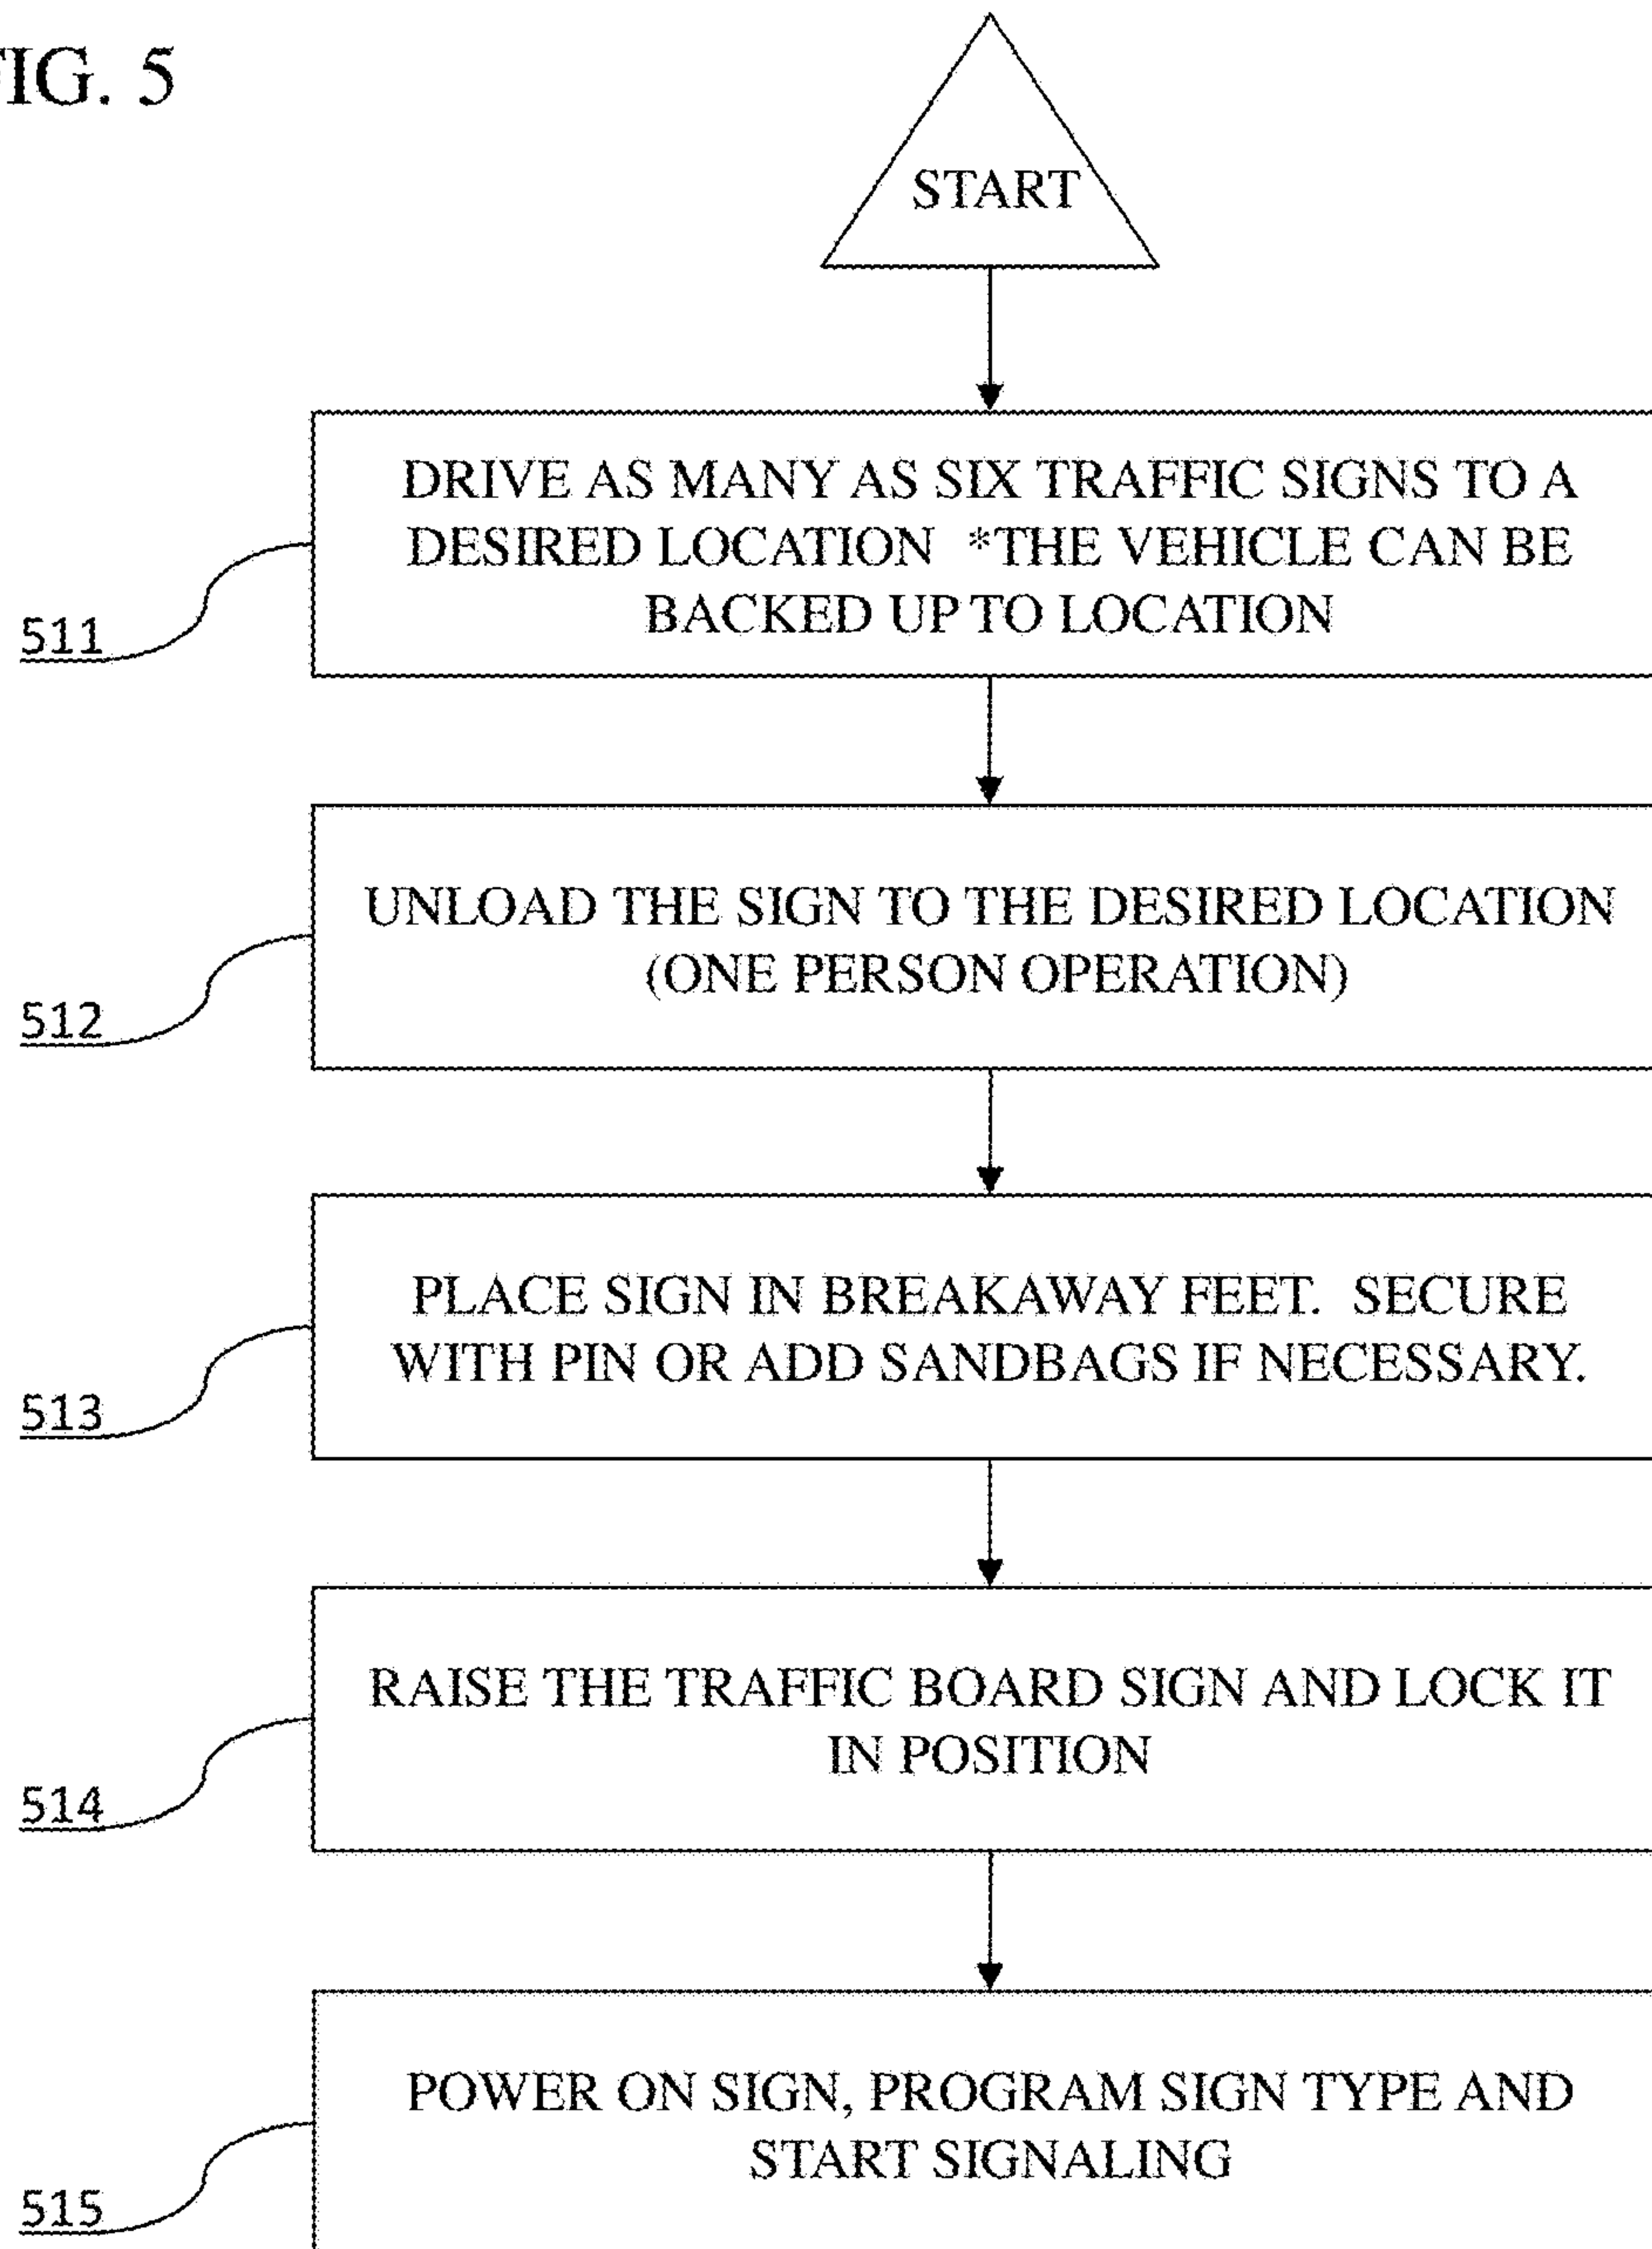 FIG. 5
START
DRIVE AS MANY AS SIX TRAFFIC SIGNS TO A
DESIRED LOCATION *THE VEHICLE CAN BE
BACKED UP TO LOCATION
511
UNLOAD THE SIGN TO THE DESIRED LOCATION
(ONE PERSON OPERATION)
512
PLACE SIGN IN BREAKAWAY FEET. SECURE
WITH PIN OR ADD SANDBAGS IF NECESSARY.
513
RAISE THE TRAFFIC BOARD SIGN AND LOCK IT
IN POSITION
514
POWER ON SIGN, PROGRAM SIGN TYPE AND
START SIGNALING
515